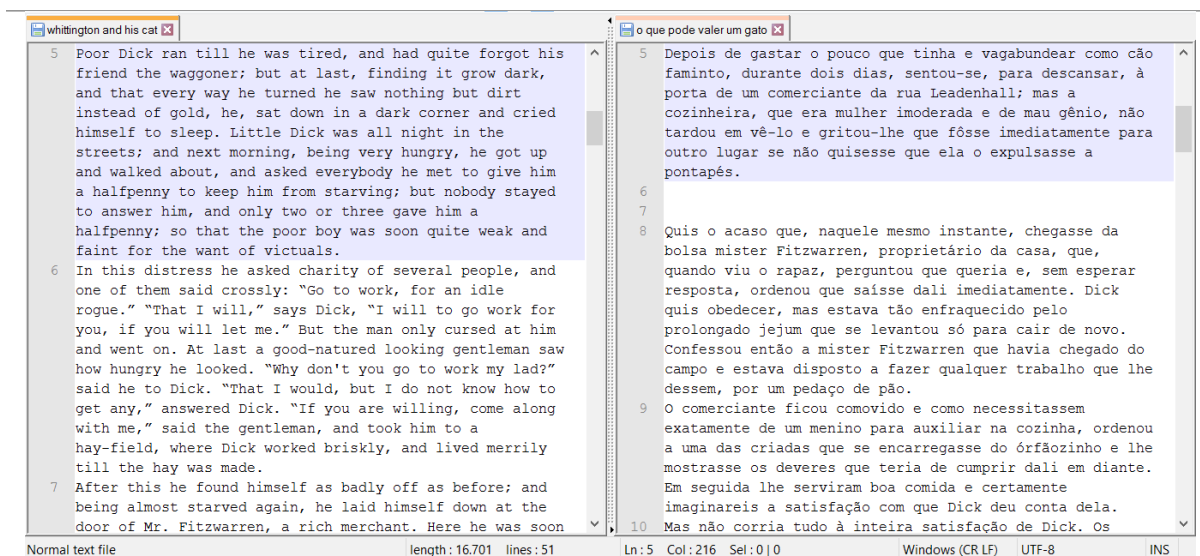 whittington and his cat
5 Poor Dick ran till he was tired, and had quite forgot his
friend the waggoner; but at last, finding it grow dark,
and that every way he turned he saw nothing but dirt
instead of gold, he, sat down in a dark corner and cried
himself to sleep. Little Dick was all night in the
streets; and next morning, being very hungry, he got up
and walked about, and asked everybody he met to give him
a halfpenny to keep him from starving; but nobody stayed
to answer him, and only two or three gave him a
halfpenny; so that the poor boy was soon quite weak and
faint for the want of victuals.
6 In this distress he asked charity of several people, and
one of them said crossly: “Go to work, for an idle
rogue.” “That I will,” says Dick, “I will to go work for
you, if you will let me.” But the man only cursed at him
and went on. At last a good-natured looking gentleman saw
how hungry he looked. “Why don't you go to work my lad?”
said he to Dick. “That I would, but I do not know how to
get any,” answered Dick. “If you are willing, come along
with me,” said the gentleman, and took him to a
hay-field, where Dick worked briskly, and lived merrily
till the hay was made.
7 After this he found himself as badly off as before; and
being almost starved again, he laid himself down at the
door of Mr. Fitzwarren, a rich merchant. Here he was soon
o que pode valer um gato
5 Depois de gastar o pouco que tinha e vagabundear como cão
faminto, durante dois dias, sentou-se, para descansar, à
porta de um comerciante da rua Leadenhall; mas a
cozinheira, que era mulher imoderada e de mau gênio, não
tardou em vê-lo e gritou-lhe que fôsse imediatamente para
outro lugar se não quisesse que ela o expulsasse a
pontapés.
6
7
8 Quis o acaso que, naquele mesmo instante, chegasse da
bolsa mister Fitzwarren, proprietário da casa, que,
quando viu o rapaz, perguntou que queria e, sem esperar
resposta, ordenou que saísse dali imediatamente. Dick
quis obedecer, mas estava tão enfraquecido pelo
prolongado jejum que se levantou só para cair de novo.
Confessou então a mister Fitzwarren que havia chegado do
campo e estava disposto a fazer qualquer trabalho que lhe
dessem, por um pedaço de pão.
9 O comerciante ficou comovido e como necessitassem
exatamente de um menino para auxiliar na cozinha, ordenou
a uma das criadas que se encarregasse do órfãozinho e lhe
mostrasse os deveres que teria de cumprir dali em diante.
Em seguida lhe serviram boa comida e certamente
imaginareis a satisfação com que Dick deu conta dela.
10 Mas não corria tudo à inteira satisfação de Dick. Os
Normal text file length : 16.701 lines : 51 Ln : 5 Col : 216 Sel : 0 | 0 Windows (CR LF) UTF-8 INS